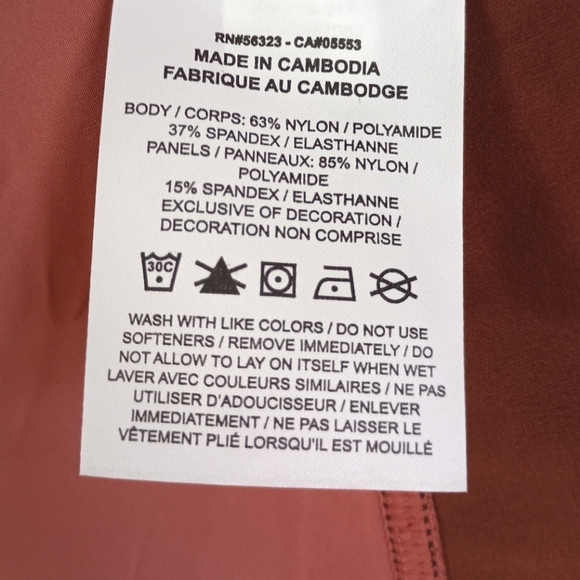 RN#56323 - CA#05553
MADE IN CAMBODIA
FABRIQUE AU CAMBODGE
BODY / CORPS: 63% NYLON / POLYAMIDE
37% SPANDEX / ELASTHANNE
PANELS / PANNEAUX: 85% NYLON /
POLYAMIDE
15% SPANDEX / ELASTHANNE
EXCLUSIVE OF DECORATION /
DECORATION NON COMPRISE
30C
WASH WITH LIKE COLORS / DO NOT USE
SOFTENERS / REMOVE IMMEDIATELY / DO
NOT ALLOW TO LAY ON ITSELF WHEN WET
LAVER AVEC COULEURS SIMILAIRES / NE PAS
UTILISER D'ADOUCISSEUR / ENLEVER
IMMEDIATEMENT / NE PAS LAISSER LE
VÊTEMENT PLIÉ LORSQU'IL EST MOUILLÉ